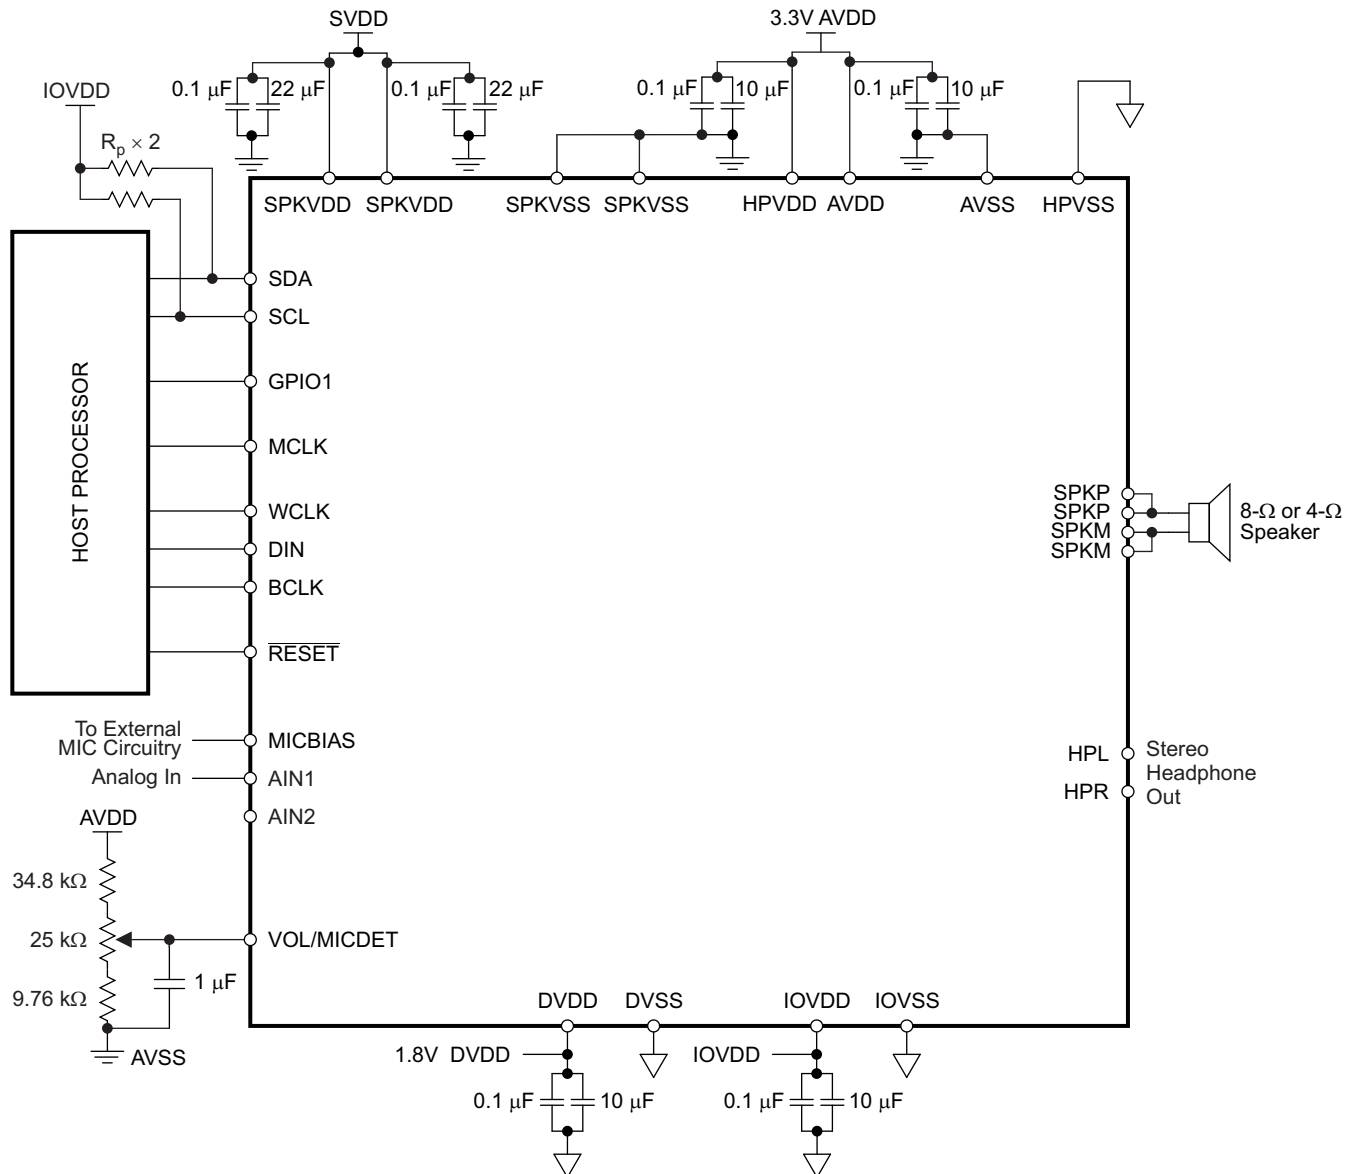 SVDD
3.3V AVDD
0.1 μF
22 μF
0.1 μF
22 μF
0.1 μF
10 μF
0.1 μF
10 μF
IOVDD
Rp × 2
SPKVDD
SPKVDD
SPKVSS
SPKVSS
HPVDD
AVDD
AVSS
HPVSS
HOST PROCESSOR
SDA
SCL
GPIO1
MCLK
WCLK
DIN
BCLK
RESET
SPKP
SPKP
SPKM
SPKM
8-Ω or 4-Ω
Speaker
To External
MIC Circuitry
MICBIAS
Analog In
AIN1
AIN2
HPL
HPR
Stereo
Headphone
Out
AVDD
34.8 kΩ
25 kΩ
9.76 kΩ
VOL/MICDET
1 μF
AVSS
DVDD
DVSS
IOVDD
IOVSS
1.8V DVDD
IOVDD
0.1 μF
10 μF
0.1 μF
10 μF